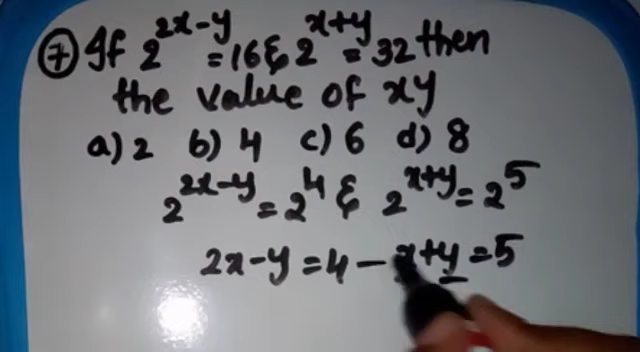 ⑦ If 2^{2x-y} = 16 & 2^{x+y} = 32 then
the value of xy
a) 2 b) 4 c) 6 d) 8
2^{2x-y} = 2^4 & 2^{x+y} = 2^5
2x-y = 4 — x+y = 5